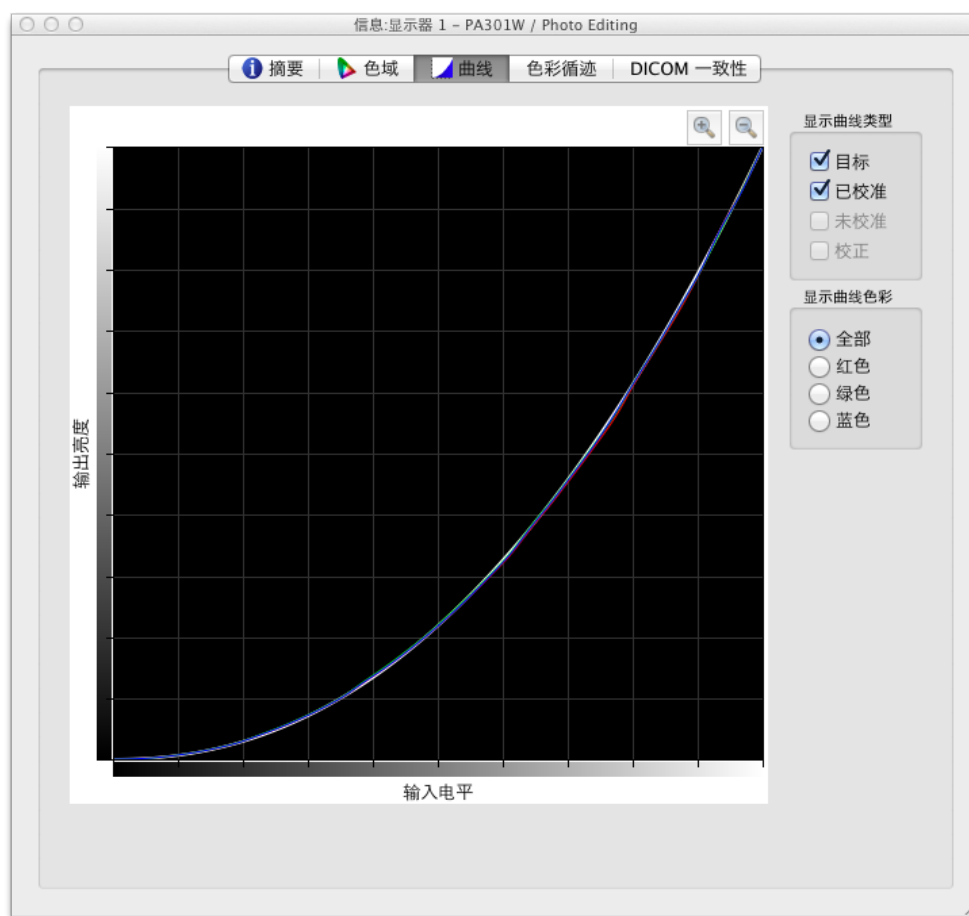 信息:显示器 1 – PA301W / Photo Editing
摘要 色域 曲线 色彩循迹 DICOM 一致性
显示曲线类型
目标
已校准
未校准
校正
显示曲线色彩
全部
红色
绿色
蓝色
输出亮度
输入电平